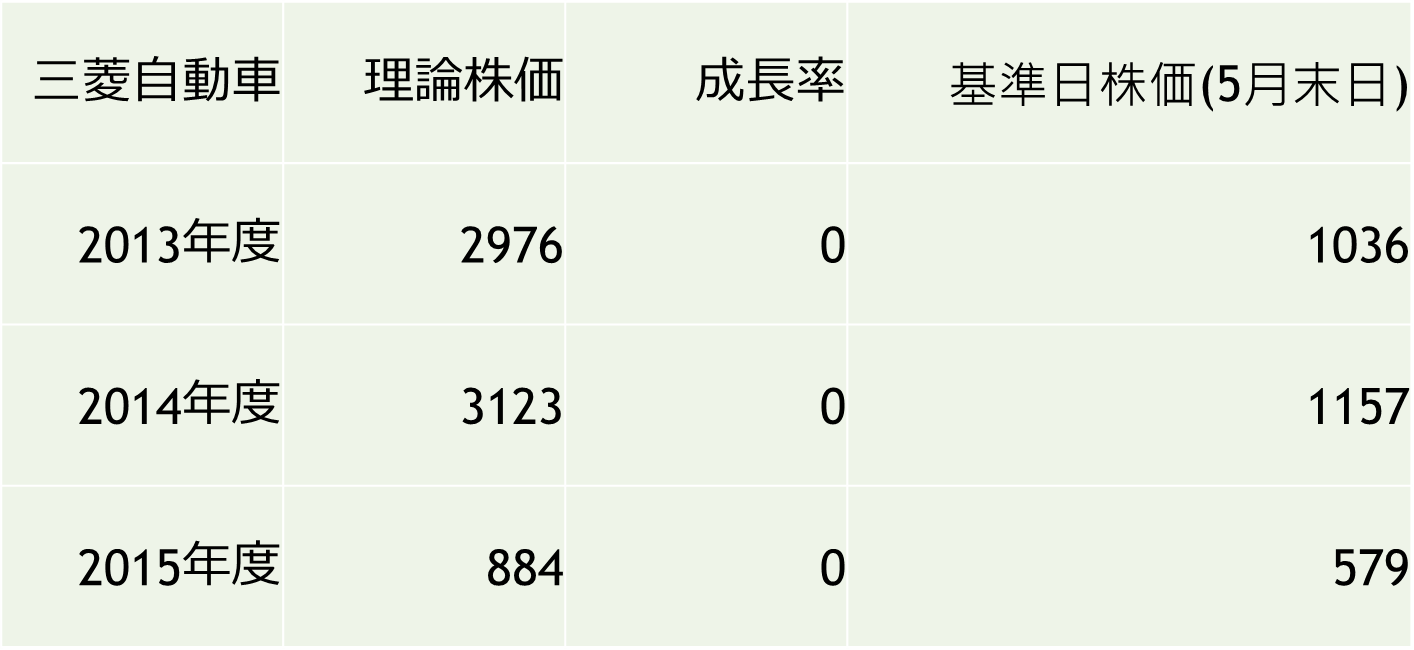 三菱自動車 理論株価 成長率 基準日株価(5月末日)
2013年度 2976 0 1036
2014年度 3123 0 1157
2015年度 884 0 579